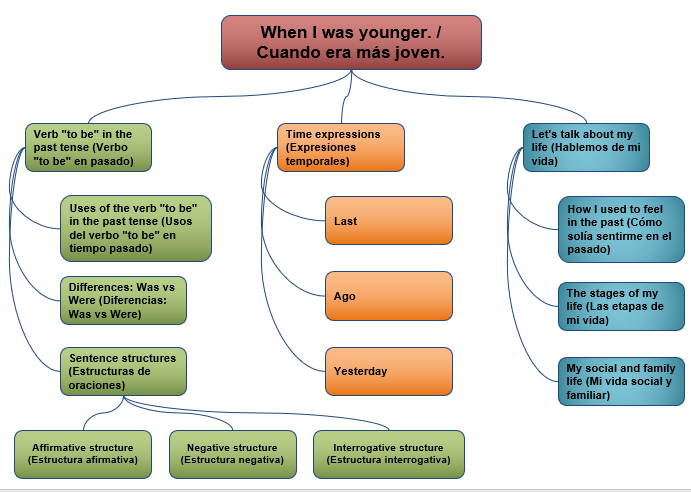 When I was younger. /
Cuando era más joven.
Verb "to be" in the
past tense (Verbo
"to be" en pasado)
Uses of the verb "to be"
in the past tense (Usos
del verbo "to be" en
tiempo pasado)
Differences: Was vs
Were (Diferencias:
Was vs Were)
Sentence structures
(Estructuras de
oraciones)
Affirmative structure
(Estructura afirmativa)
Negative structure
(Estructura negativa)
Interrogative structure
(Estructura interrogativa)
Time expressions
(Expresiones
temporales)
Last
Ago
Yesterday
Let's talk about my
life (Hablemos de mi
vida)
How I used to feel
in the past (Cómo
solía sentirme en el
pasado)
The stages of my
life (Las etapas de
mi vida)
My social and family
life (Mi vida social y
familiar)